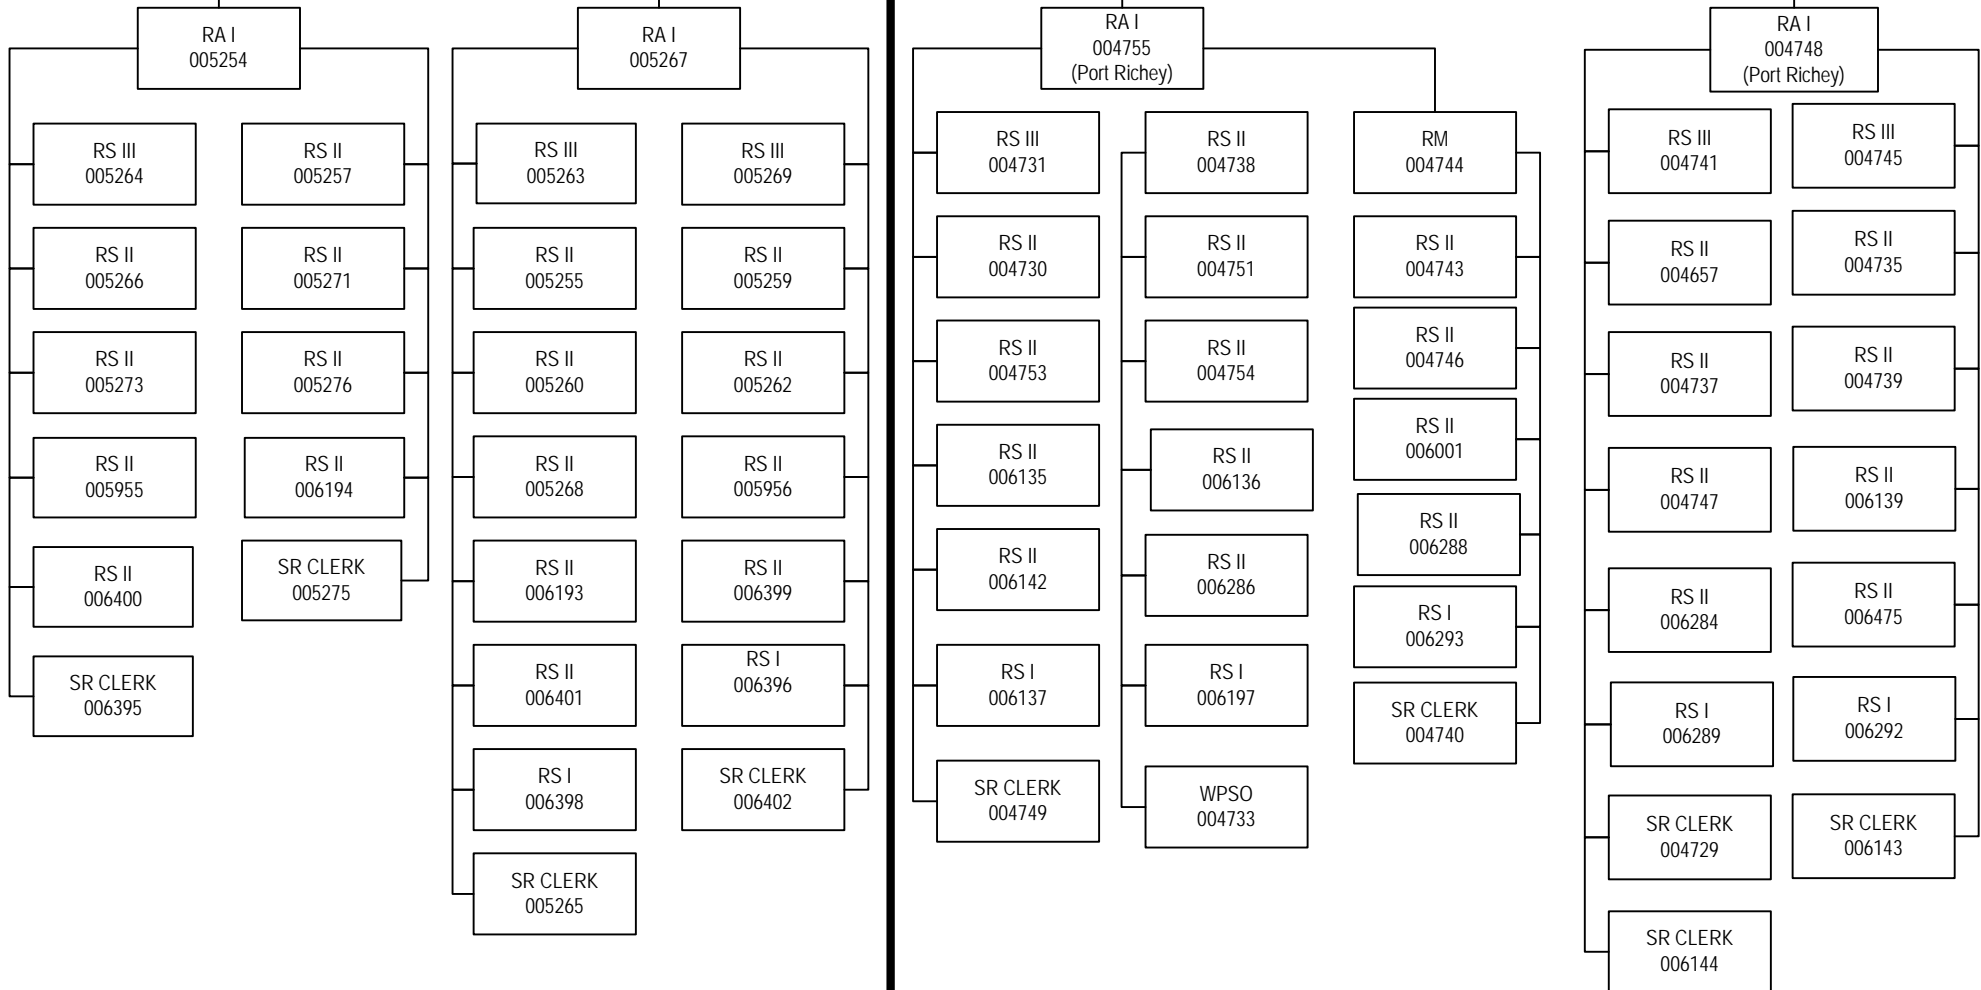 RA I
005254
RS III
005264
RS II
005266
RS II
005273
RS II
005955
RS II
006400
SR CLERK
006395
RS II
005257
RS II
005271
RS II
005276
RS II
006194
SR CLERK
005275
RA I
005267
RS III
005263
RS II
005255
RS II
005260
RS II
005268
RS II
006193
RS II
006401
RS I
006398
SR CLERK
005265
RS III
005269
RS II
005259
RS II
005262
RS II
005956
RS II
006399
RS I
006396
SR CLERK
006402
RA I
004755
(Port Richey)
RS III
004731
RS II
004730
RS II
004753
RS II
006135
RS II
006142
RS I
006137
SR CLERK
004749
RS II
004738
RS II
004751
RS II
004754
RS II
006136
RS II
006286
RS I
006197
WPSO
004733
RM
004744
RS II
004743
RS II
004746
RS II
006001
RS II
006288
RS I
006293
SR CLERK
004740
RA I
004748
(Port Richey)
RS III
004741
RS II
004657
RS II
004737
RS II
004747
RS II
006284
RS I
006289
SR CLERK
004729
SR CLERK
006144
RS III
004745
RS II
004735
RS II
004739
RS II
006139
RS II
006475
RS I
006292
SR CLERK
006143